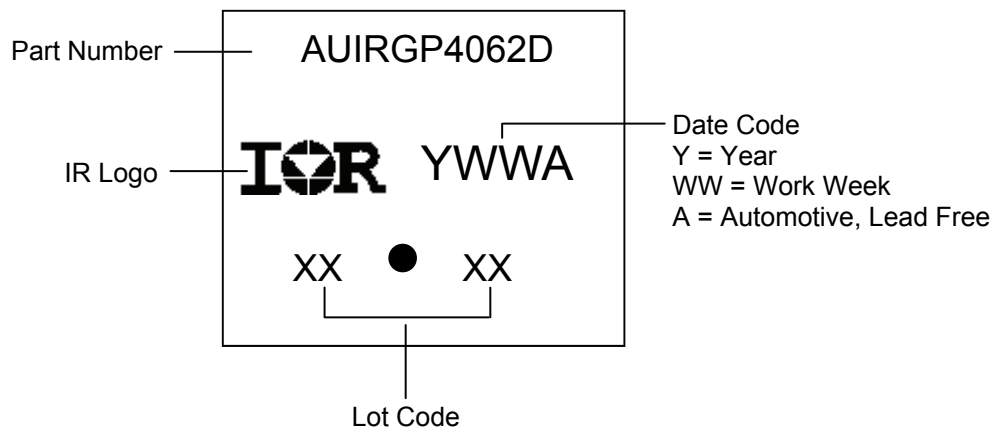 Part Number
AUIRGP4062D
IR Logo
IOR YWWA
Date Code
Y = Year
WW = Work Week
A = Automotive, Lead Free
XX XX
Lot Code